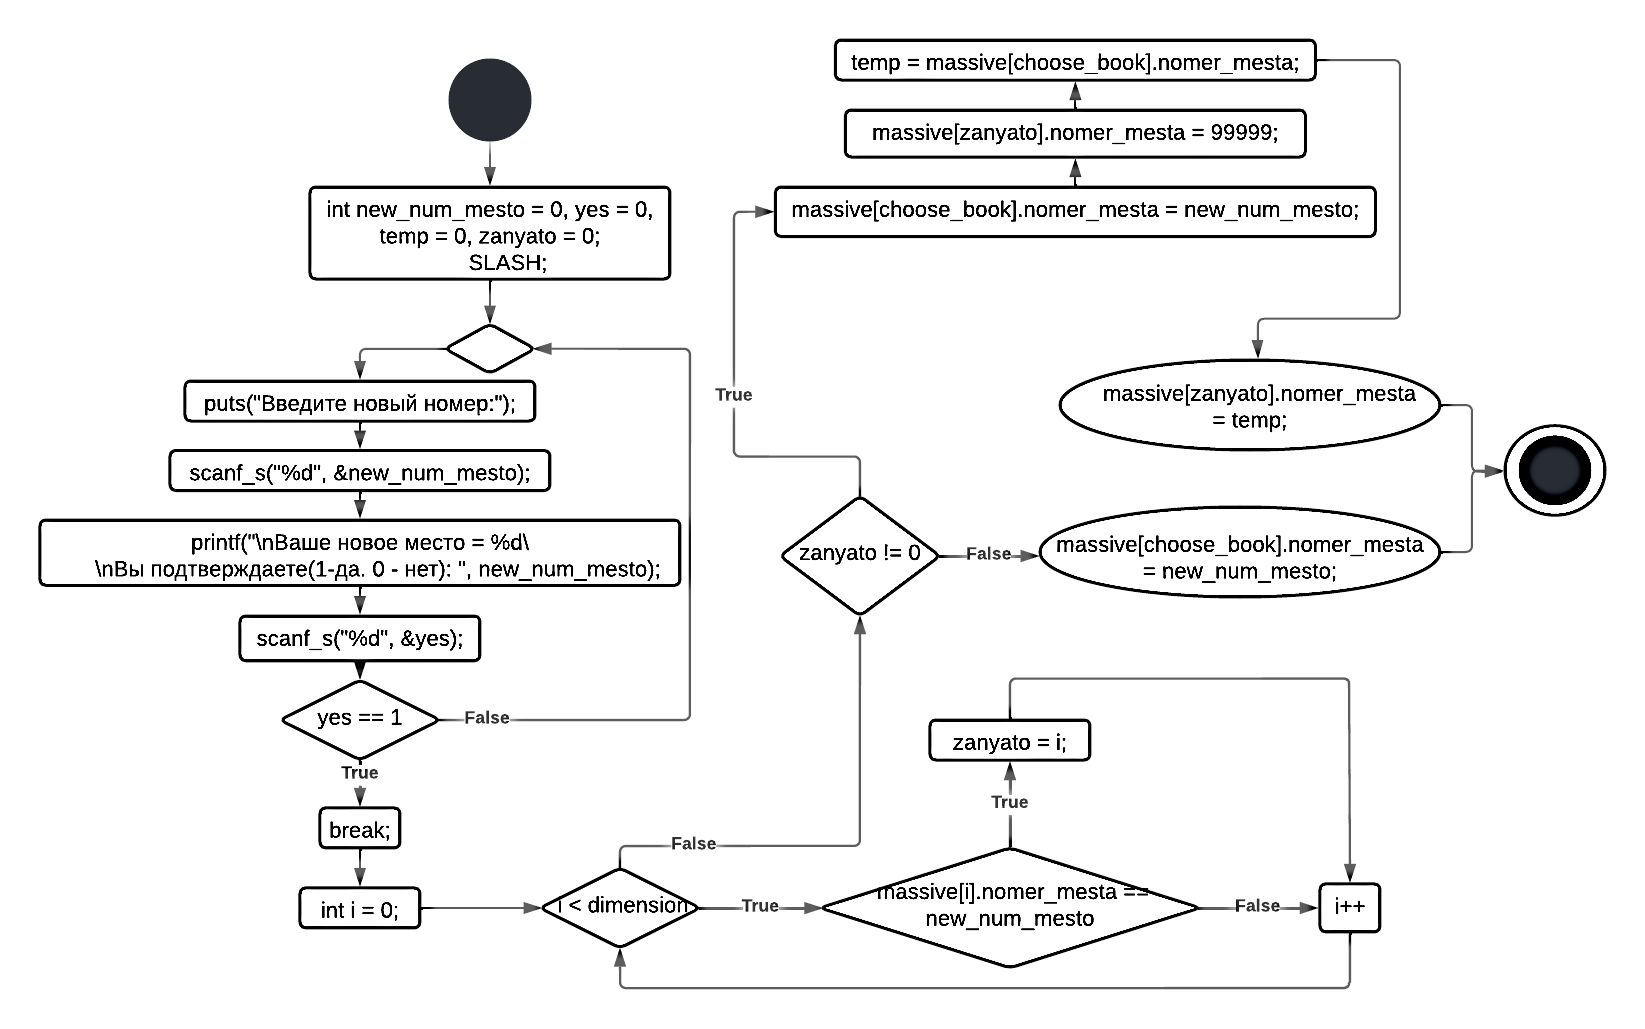 int new_num_mesto = 0, yes = 0,
temp = 0, zanyato = 0;
SLASH;
puts("Введите новый номер:");
scanf_s("%d", &new_num_mesto);
printf("\nВаше новое место = %d\
\nВы подтверждаете(1-да. 0 - нет): ", new_num_mesto);
scanf_s("%d", &yes);
yes == 1
False
True
break;
int i = 0;
i < dimension
False
True
massive[i].nomer_mesta ==
new_num_mesto
True
zanyato = i;
False
i++
zanyato != 0
True
False
massive[choose_book].nomer_mesta = new_num_mesto;
massive[zanyato].nomer_mesta = 99999;
temp = massive[choose_book].nomer_mesta;
massive[zanyato].nomer_mesta
= temp;
massive[choose_book].nomer_mesta
= new_num_mesto;